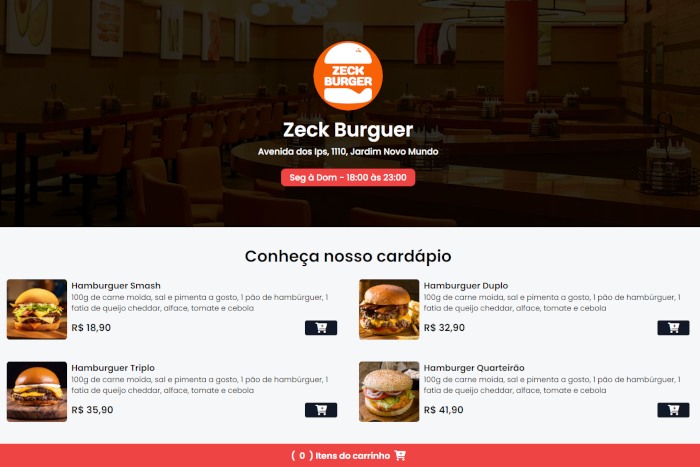 ZECK
BURGER
Zeck Burguer
Avenida dos Ips, 1110, Jardim Novo Mundo
Seg à Dom - 18:00 às 23:00
Conheça nosso cardápio
Hamburguer Smash
100g de carne moida, sal e pimenta a gosto, 1 pão de hambúrguer, 1
fatia de queijo cheddar, alface, tomate e cebola
R$ 18,90
Hamburguer Duplo
100g de carne moida, sal e pimenta a gosto, 1 pão de hambúrguer, 1
fatia de queijo cheddar, alface, tomate e cebola
R$ 32,90
Hamburguer Triplo
100g de carne moida, sal e pimenta a gosto, 1 pão de hambúrguer, 1
fatia de queijo cheddar, alface, tomate e cebola
R$ 35,90
Hamburger Quarteirão
100g de carne moida, sal e pimenta a gosto, 1 pão de hambúrguer, 1
fatia de queijo cheddar, alface, tomate e cebola
R$ 41,90
( 0 ) Itens do carrinho